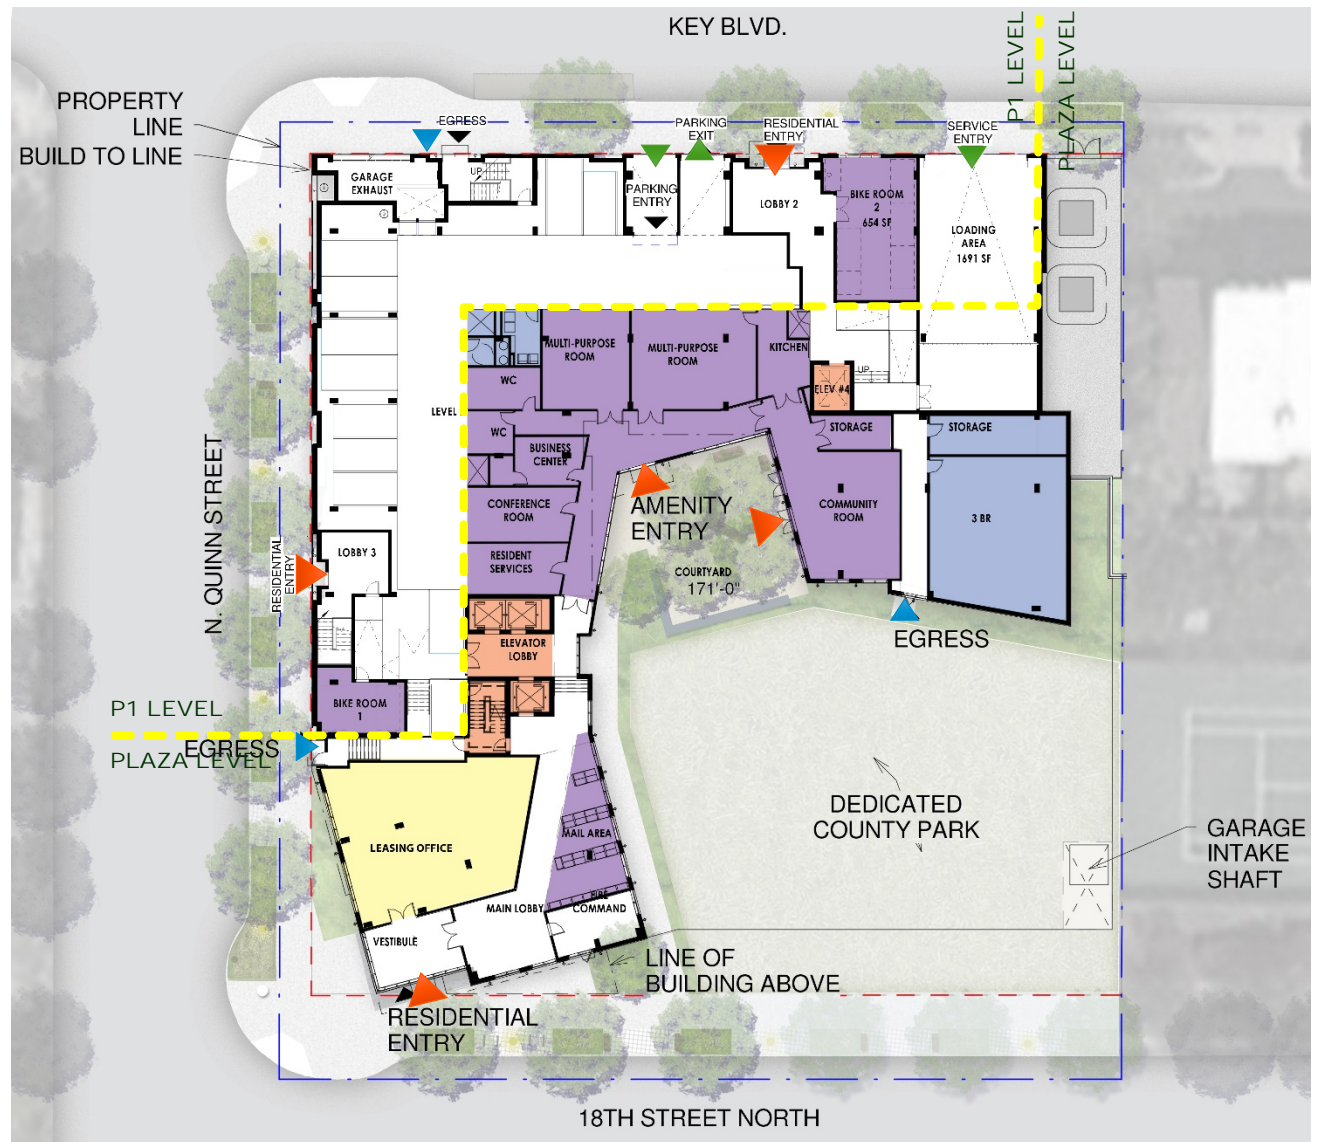 KEY BLVD.
P1 LEVEL
PLAZA LEVEL
PROPERTY
LINE
BUILD TO LINE
EGRESS
PARKING
EXIT
RESIDENTIAL
ENTRY
SERVICE
ENTRY
GARAGE
EXHAUST
UP
PARKING
ENTRY
LOBBY 2
BIKE ROOM
2
654 SF
LOADING
AREA
1691 SF
MULTI-PURPOSE
ROOM
MULTI-PURPOSE
ROOM
KITCHEN
WC
ELEV #4
UP
LEVEL
WC
BUSINESS
CENTER
STORAGE
STORAGE
N. QUINN STREET
CONFERENCE
ROOM
AMENITY
ENTRY
COMMUNITY
ROOM
3 BR
LOBBY 3
RESIDENTIAL
ENTRY
RESIDENT
SERVICES
COURTYARD
171'-0"
ELEVATOR
LOBBY
EGRESS
BIKE ROOM
1
P1 LEVEL
EGRESS
PLAZA LEVEL
LEASING OFFICE
MAIL AREA
DEDICATED
COUNTY PARK
GARAGE
INTAKE
SHAFT
MAIN LOBBY
FIRE
COMMAND
VESTIBULE
LINE OF
BUILDING ABOVE
RESIDENTIAL
ENTRY
18TH STREET NORTH